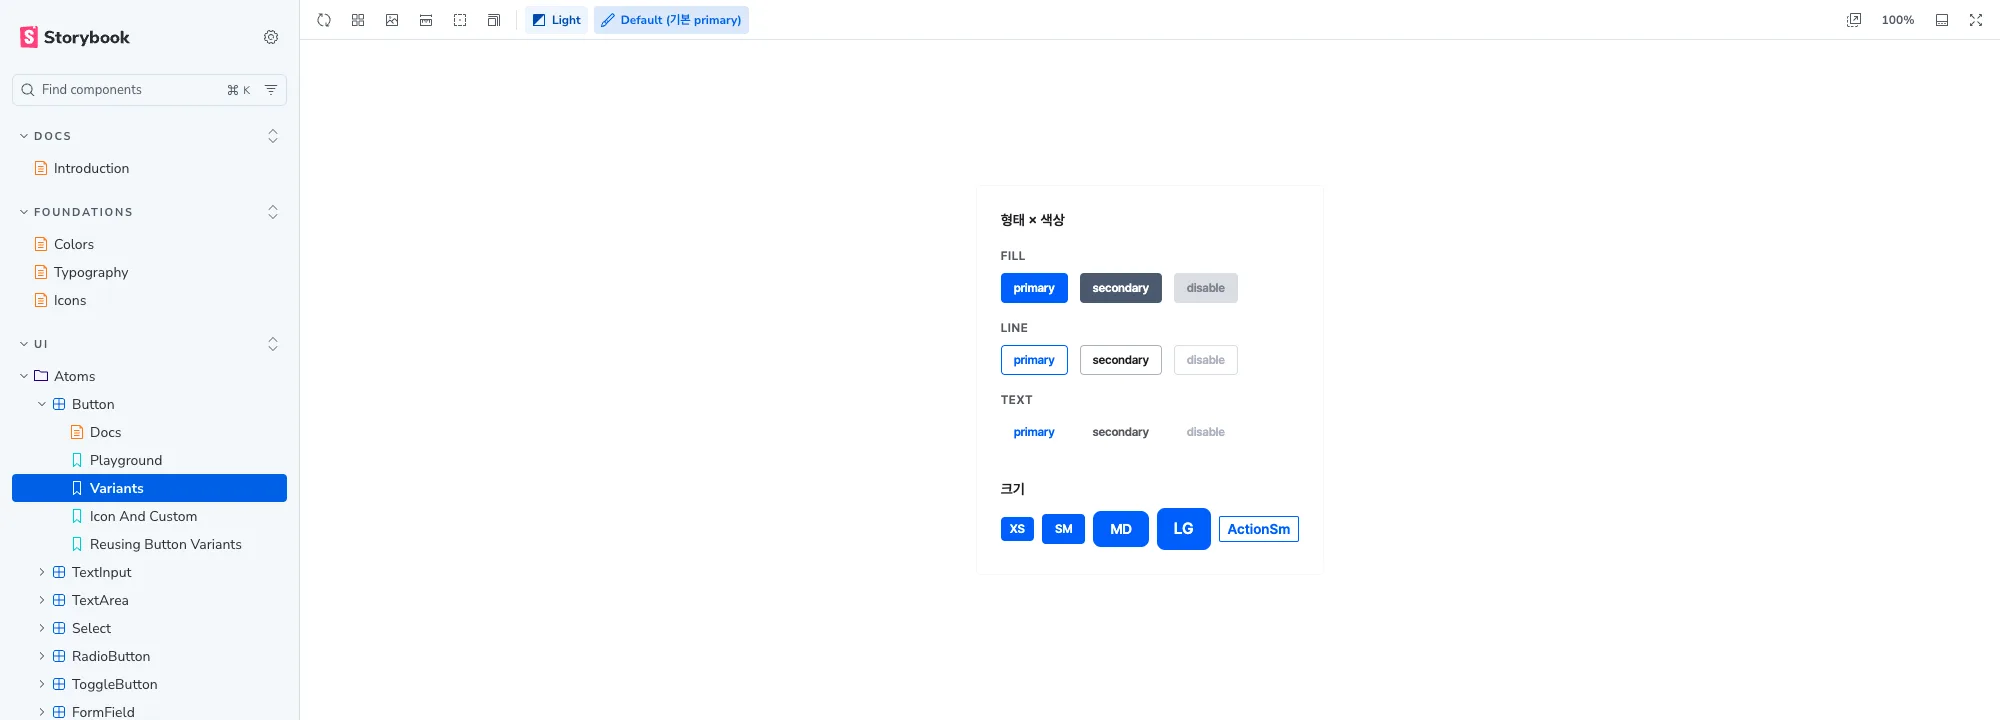 Storybook
Find components ⌘ K
DOCS
Introduction
FOUNDATIONS
Colors
Typography
Icons
UI
Atoms
Button
Docs
Playground
Variants
Icon And Custom
Reusing Button Variants
TextInput
TextArea
Select
RadioButton
ToggleButton
FormField
Light Default (기본 primary) 100%
형태 × 색상
FILL
primary secondary disable
LINE
primary secondary disable
TEXT
primary secondary disable
크기
XS SM MD LG ActionSm